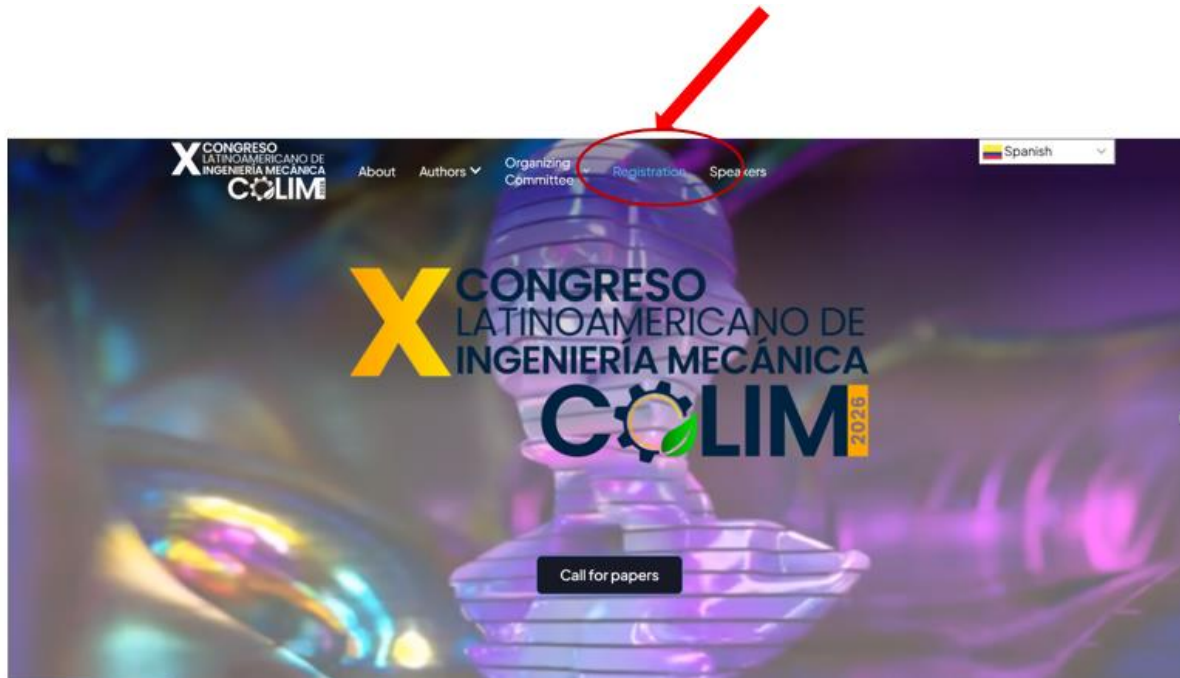 X CONGRESO
LATINOAMERICANO DE
INGENIERÍA MECÁNICA
COLIM
About
Authors
Organizing
Committee
Registration
Speakers
Spanish
X CONGRESO
LATINOAMERICANO DE
INGENIERÍA MECÁNICA
COLIM 2026
Call for papers